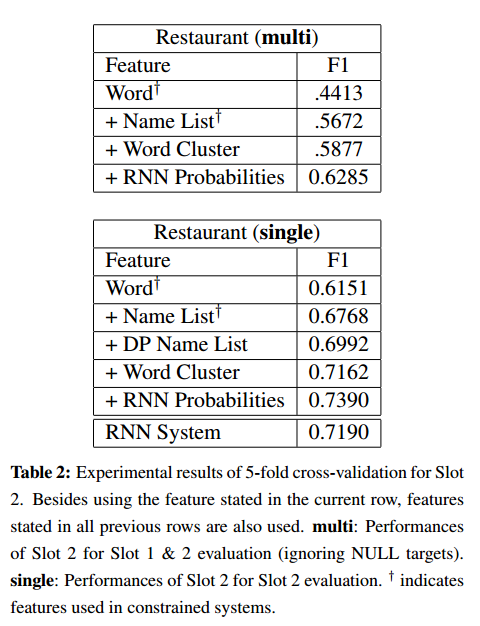 Restaurant (multi)
Feature F1
Word† .4413
+ Name List† .5672
+ Word Cluster .5877
+ RNN Probabilities 0.6285
Restaurant (single)
Feature F1
Word† 0.6151
+ Name List† 0.6768
+ DP Name List 0.6992
+ Word Cluster 0.7162
+ RNN Probabilities 0.7390
RNN System 0.7190
Table 2: Experimental results of 5-fold cross-validation for Slot
2. Besides using the feature stated in the current row, features
stated in all previous rows are also used. multi: Performances
of Slot 2 for Slot 1 & 2 evaluation (ignoring NULL targets).
single: Performances of Slot 2 for Slot 2 evaluation. † indicates
features used in constrained systems.